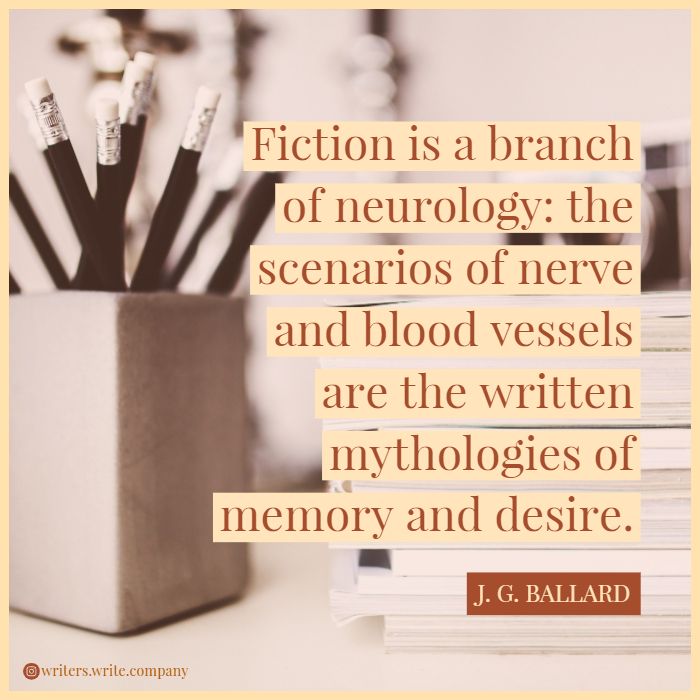 Fiction is a branch
of neurology: the
scenarios of nerve
and blood vessels
are the written
mythologies of
memory and desire.
J. G. BALLARD
writers.write.company